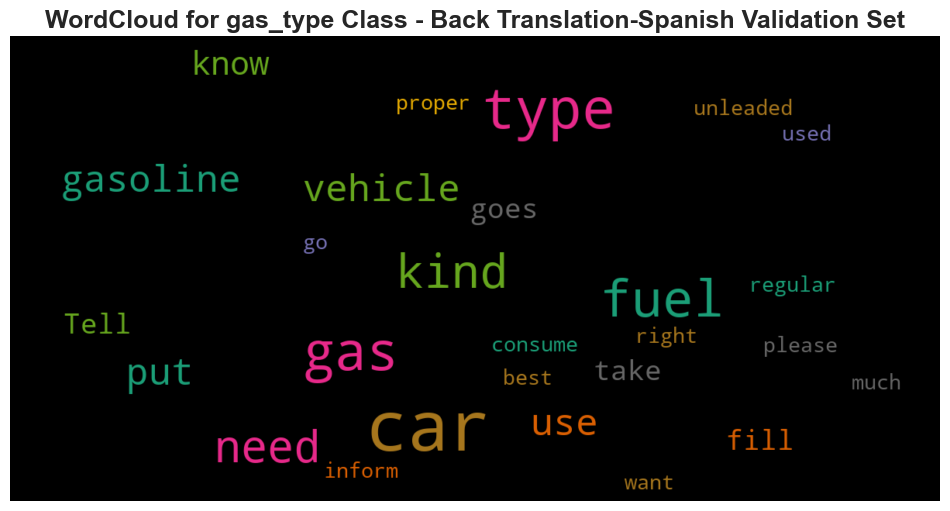 WordCloud for gas_type Class - Back Translation-Spanish Validation Set
know
proper
type
unleaded
used
gasoline
vehicle
goes
go
kind
fuel
regular
Tell
right
gas
consume
please
put
best
take
much
car
use
need
fill
inform
want